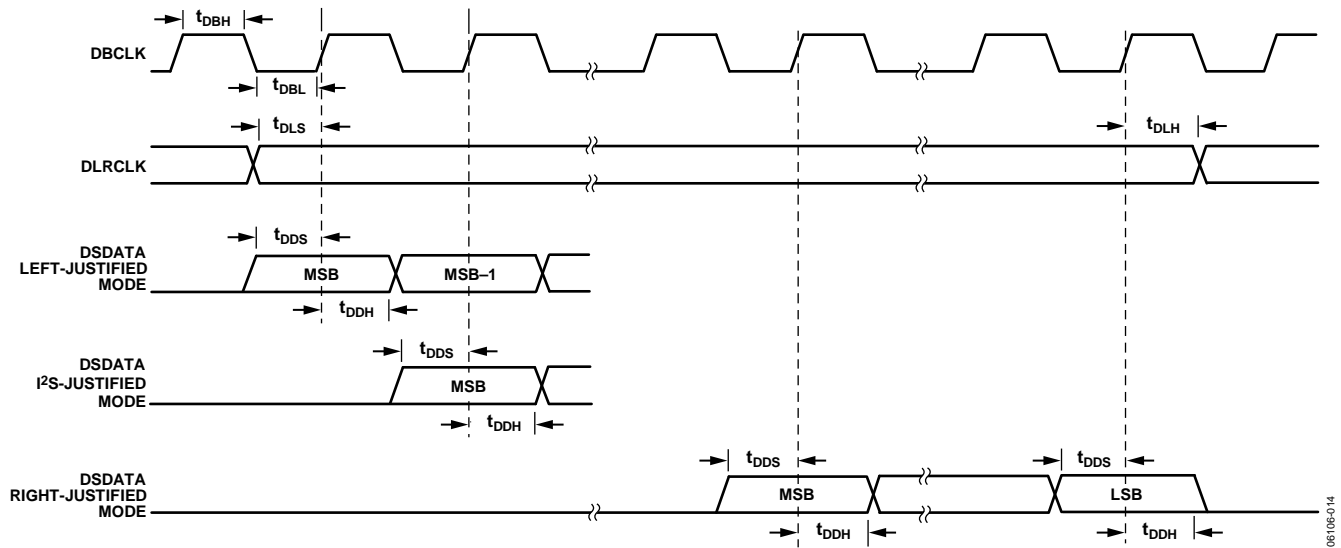 tDBH
DBCLK
tDBL
tDLS
tDLH
DLRCLK
tDDS
DSDATA
LEFT-JUSTIFIED
MODE
MSB
MSB–1
tDDH
tDDS
DSDATA
I²S-JUSTIFIED
MODE
MSB
tDDH
tDDS
tDDS
DSDATA
RIGHT-JUSTIFIED
MODE
MSB
LSB
tDDH
tDDH
06106-014